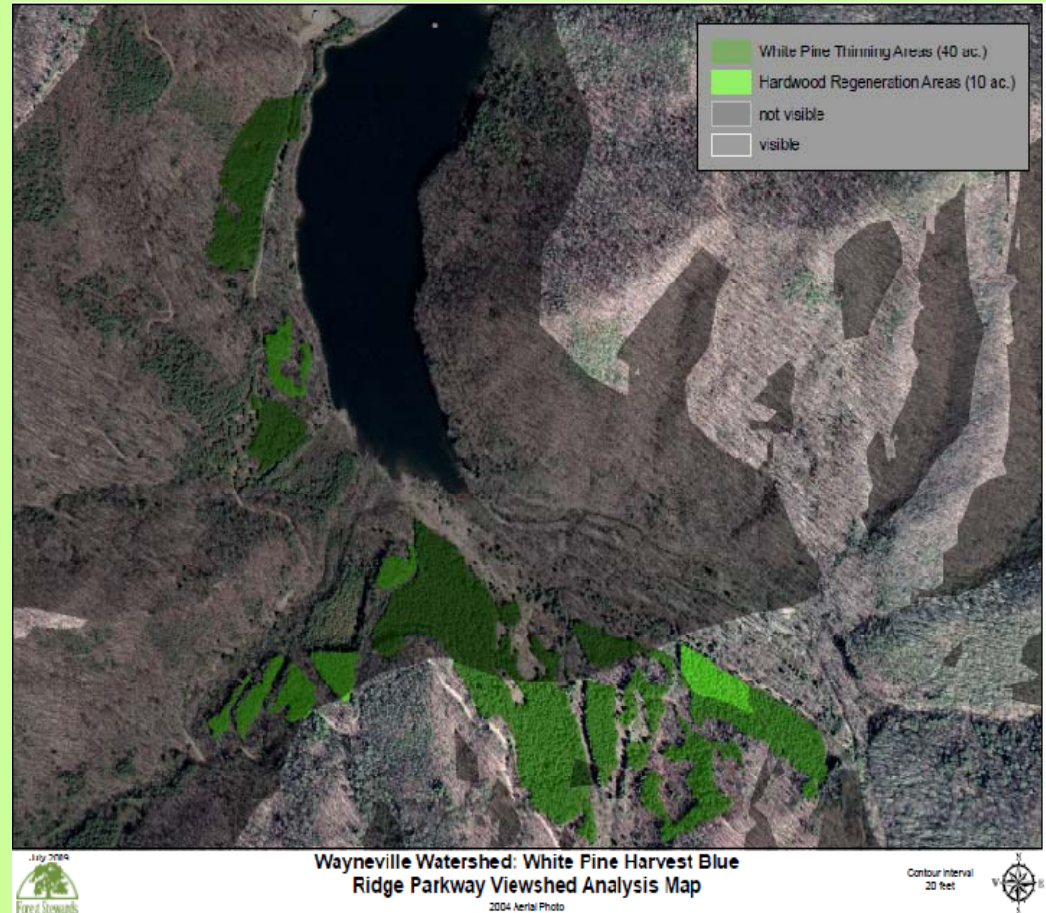 White Pine Thinning Areas (40 ac.)
Hardwood Regeneration Areas (10 ac.)
not visible
visible
July 2009
Forest Stewards
Wayneville Watershed: White Pine Harvest Blue
Ridge Parkway Viewshed Analysis Map
2004 Aerial Photo
Contour Interval
20 feet
N
W
E
S